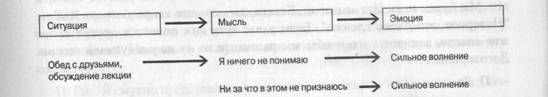 Ситуация
Мысль
Эмоция
Обед с друзьями,
обсуждение лекции
Я ничего не понимаю
Сильное волнение
Ни за что в этом не признаюсь
Сильное волнение